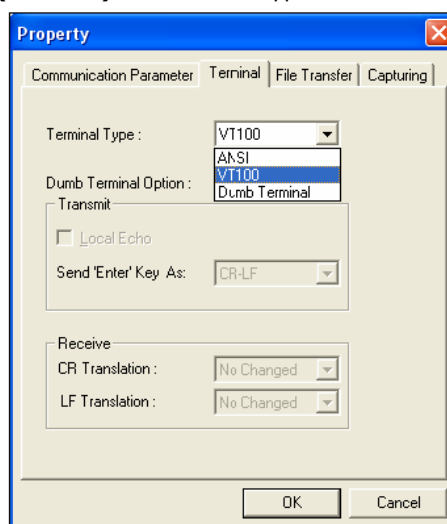 Property
Communication Parameter Terminal File Transfer Capturing
Terminal Type : VT100
ANSI
VT100
Dumb Terminal
Dumb Terminal Option :
Transmit
Local Echo
Send 'Enter' Key As: CR-LF
Receive
CR Translation : No Changed
LF Translation : No Changed
OK Cancel